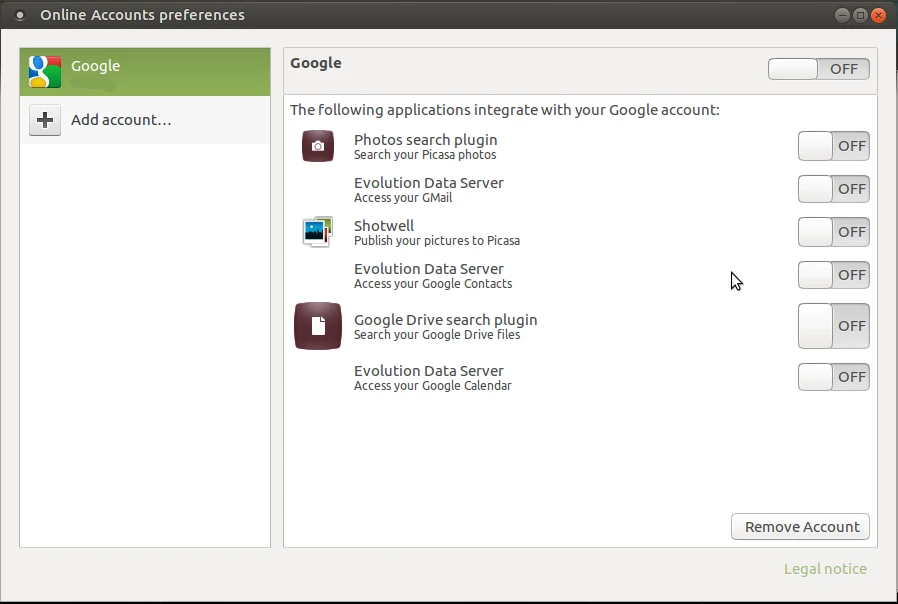 Online Accounts preferences
Google
Add account...
Google
OFF
The following applications integrate with your Google account:
Photos search plugin
Search your Picasa photos
OFF
Evolution Data Server
Access your GMail
OFF
Shotwell
Publish your pictures to Picasa
OFF
Evolution Data Server
Access your Google Contacts
OFF
Google Drive search plugin
Search your Google Drive files
OFF
Evolution Data Server
Access your Google Calendar
OFF
Remove Account
Legal notice